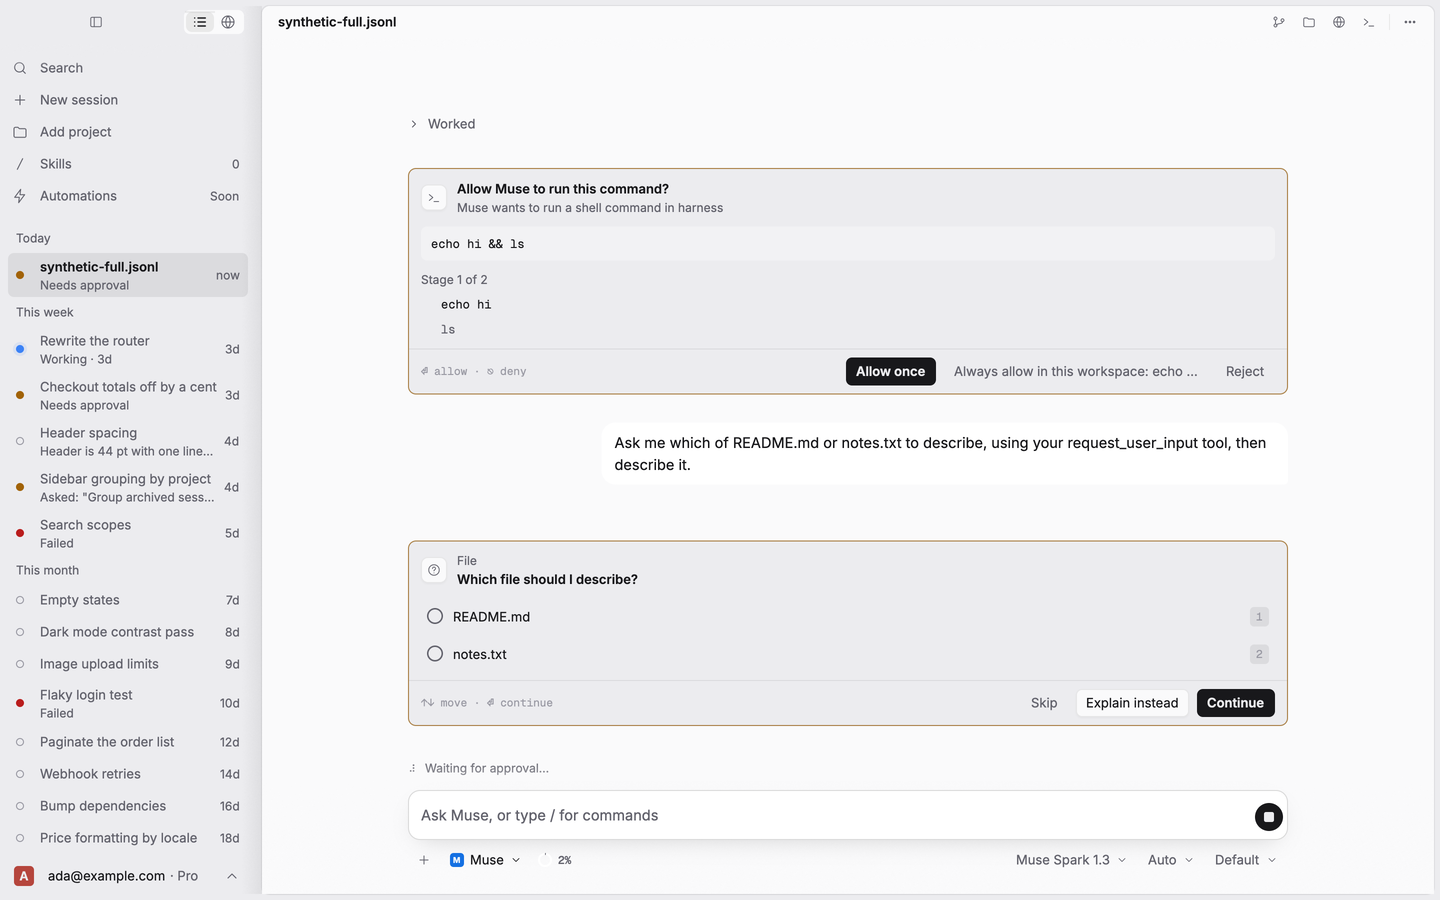 synthetic-full.jsonl
Search
New session
Add project
Skills 0
Automations Soon
Today
synthetic-full.jsonl now
Needs approval
This week
Rewrite the router 3d
Working · 3d
Checkout totals off by a cent 3d
Needs approval
Header spacing 4d
Header is 44 pt with one line...
Sidebar grouping by project 4d
Asked: "Group archived sess...
Search scopes 5d
Failed
This month
Empty states 7d
Dark mode contrast pass 8d
Image upload limits 9d
Flaky login test 10d
Failed
Paginate the order list 12d
Webhook retries 14d
Bump dependencies 16d
Price formatting by locale 18d
A ada@example.com · Pro
Worked
Allow Muse to run this command?
Muse wants to run a shell command in harness
echo hi && ls
Stage 1 of 2
echo hi
ls
allow · deny
Allow once Always allow in this workspace: echo ... Reject
Ask me which of README.md or notes.txt to describe, using your request_user_input tool, then
describe it.
File
Which file should I describe?
README.md 1
notes.txt 2
↑↓ move · continue
Skip Explain instead Continue
Waiting for approval...
Ask Muse, or type / for commands
M Muse 2% Muse Spark 1.3 Auto Default